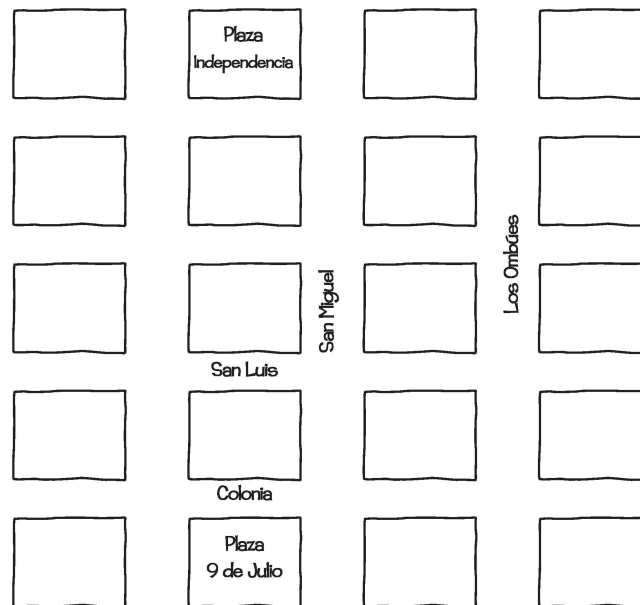 Plaza
Independencia
Los Ombúes
San Miguel
San Luis
Colonia
Plaza
9 de Julio